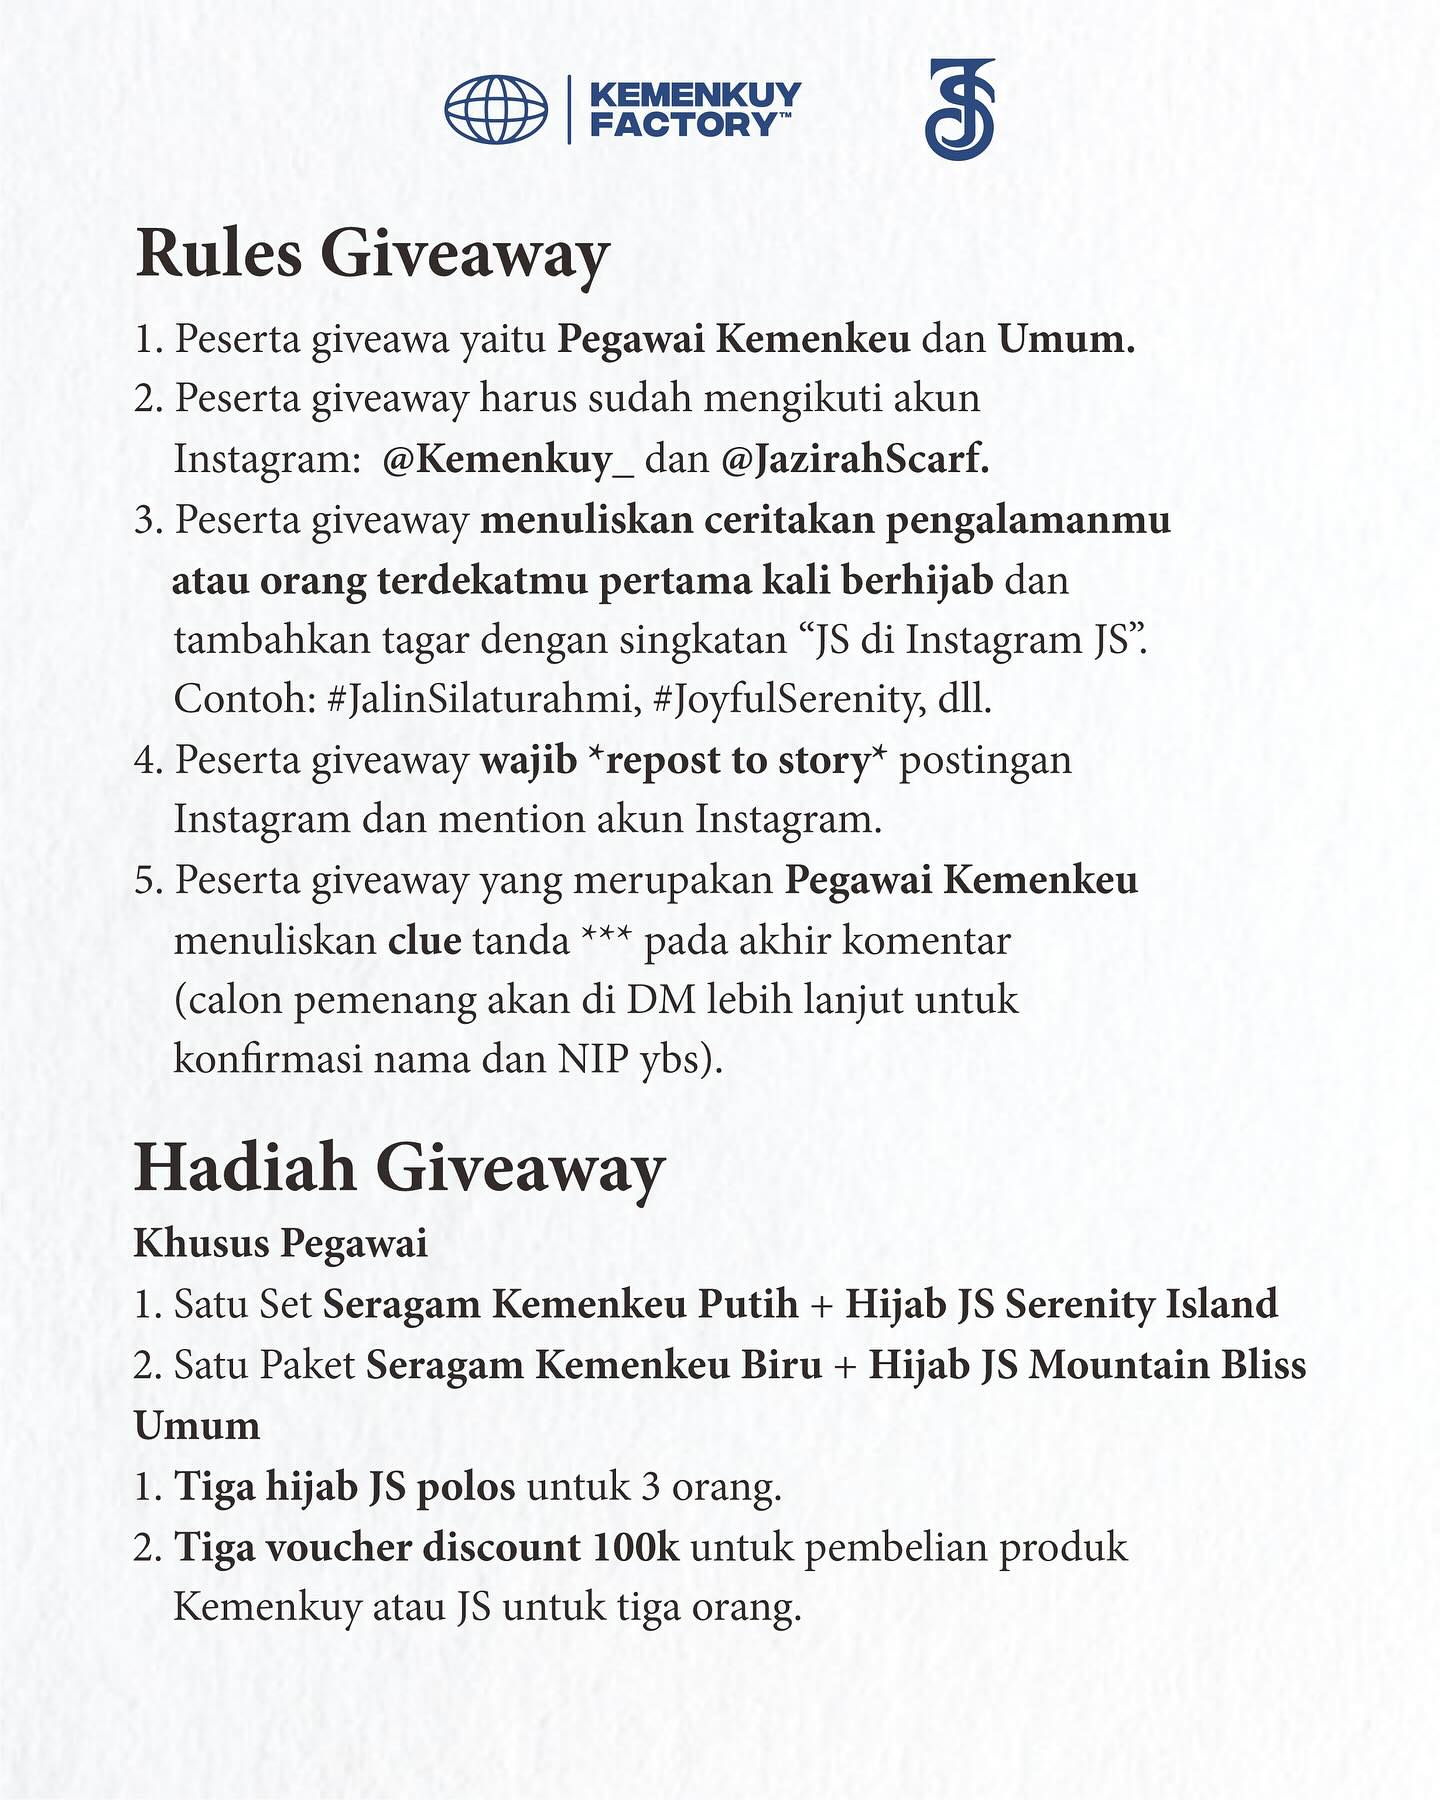 KEMENKUY
FACTORY™
JS
Rules Giveaway
1. Peserta giveawa yaitu Pegawai Kemenkeu dan Umum.
2. Peserta giveaway harus sudah mengikuti akun
Instagram:  @Kemenkuy_ dan @JazirahScarf.
3. Peserta giveaway menuliskan ceritakan pengalamanmu
atau orang terdekatmu pertama kali berhijab dan
tambahkan tagar dengan singkatan “JS di Instagram JS”.
Contoh: #JalinSilaturahmi, #JoyfulSerenity, dll.
4. Peserta giveaway wajib *repost to story* postingan
Instagram dan mention akun Instagram.
5. Peserta giveaway yang merupakan Pegawai Kemenkeu
menuliskan clue tanda *** pada akhir komentar
(calon pemenang akan di DM lebih lanjut untuk
konfirmasi nama dan NIP ybs).
Hadiah Giveaway
Khusus Pegawai
1. Satu Set Seragam Kemenkeu Putih + Hijab JS Serenity Island
2. Satu Paket Seragam Kemenkeu Biru + Hijab JS Mountain Bliss
Umum
1. Tiga hijab JS polos untuk 3 orang.
2. Tiga voucher discount 100k untuk pembelian produk
Kemenkuy atau JS untuk tiga orang.